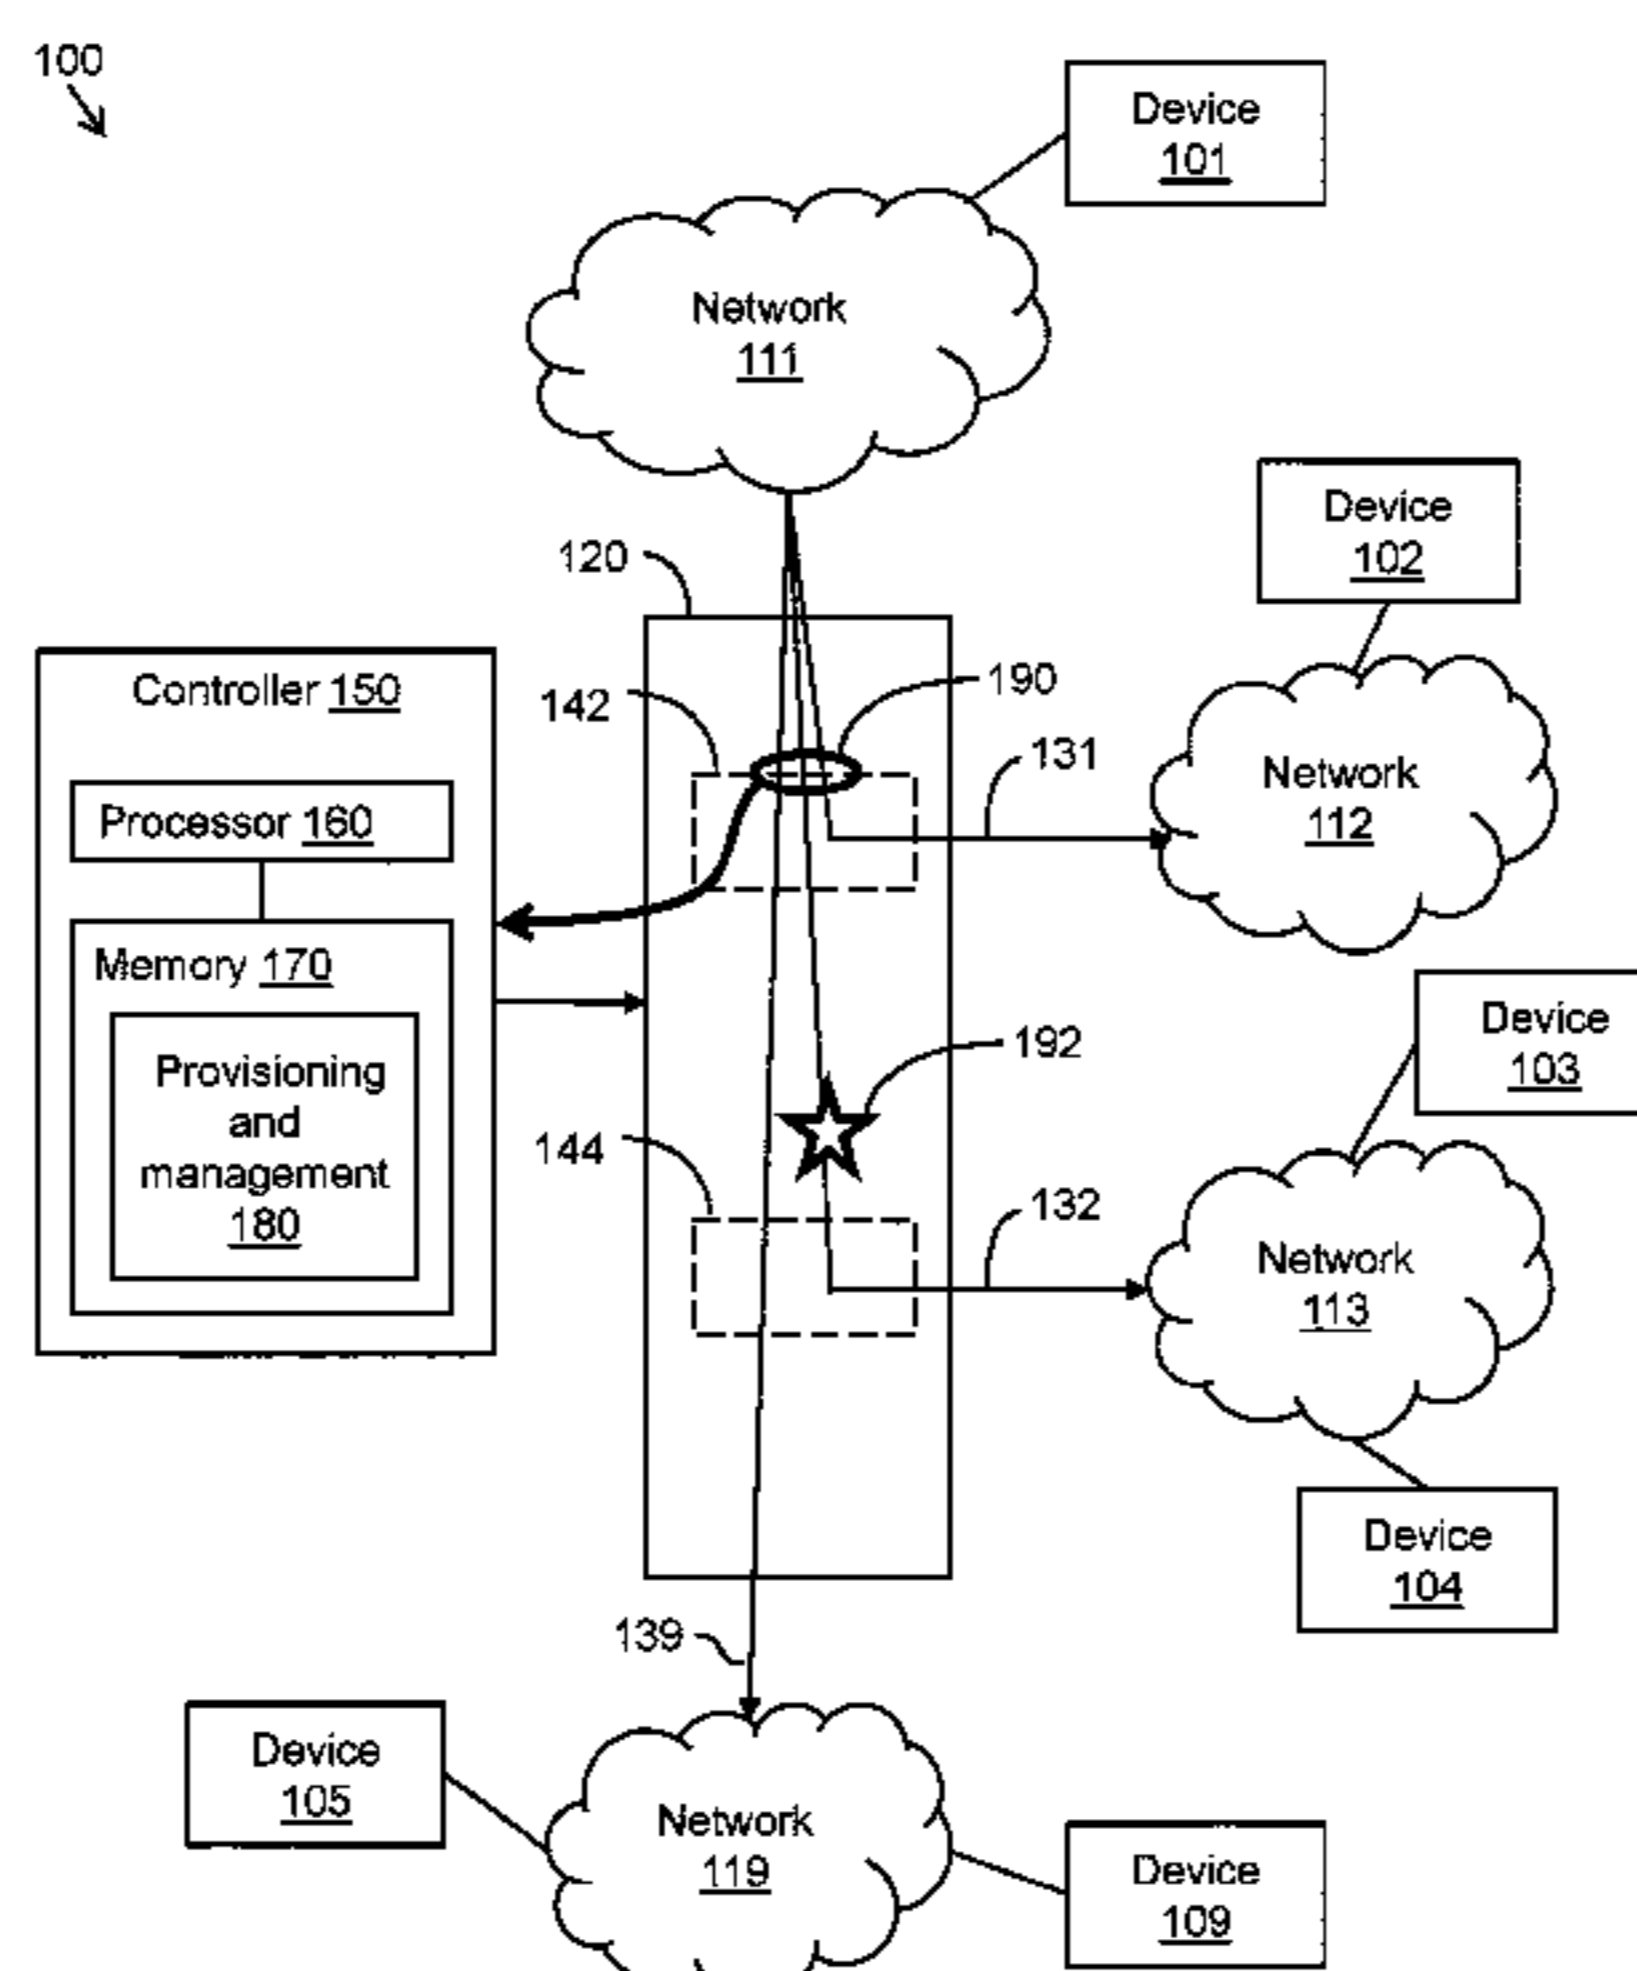 100
Device
101
Network
111
Device
102
120
Controller 150
142
190
131
Network
112
Processor 160
Memory 170
Device
103
Provisioning
and
management
180
192
144
132
Network
113
Device
104
139
Device
105
Network
119
Device
109